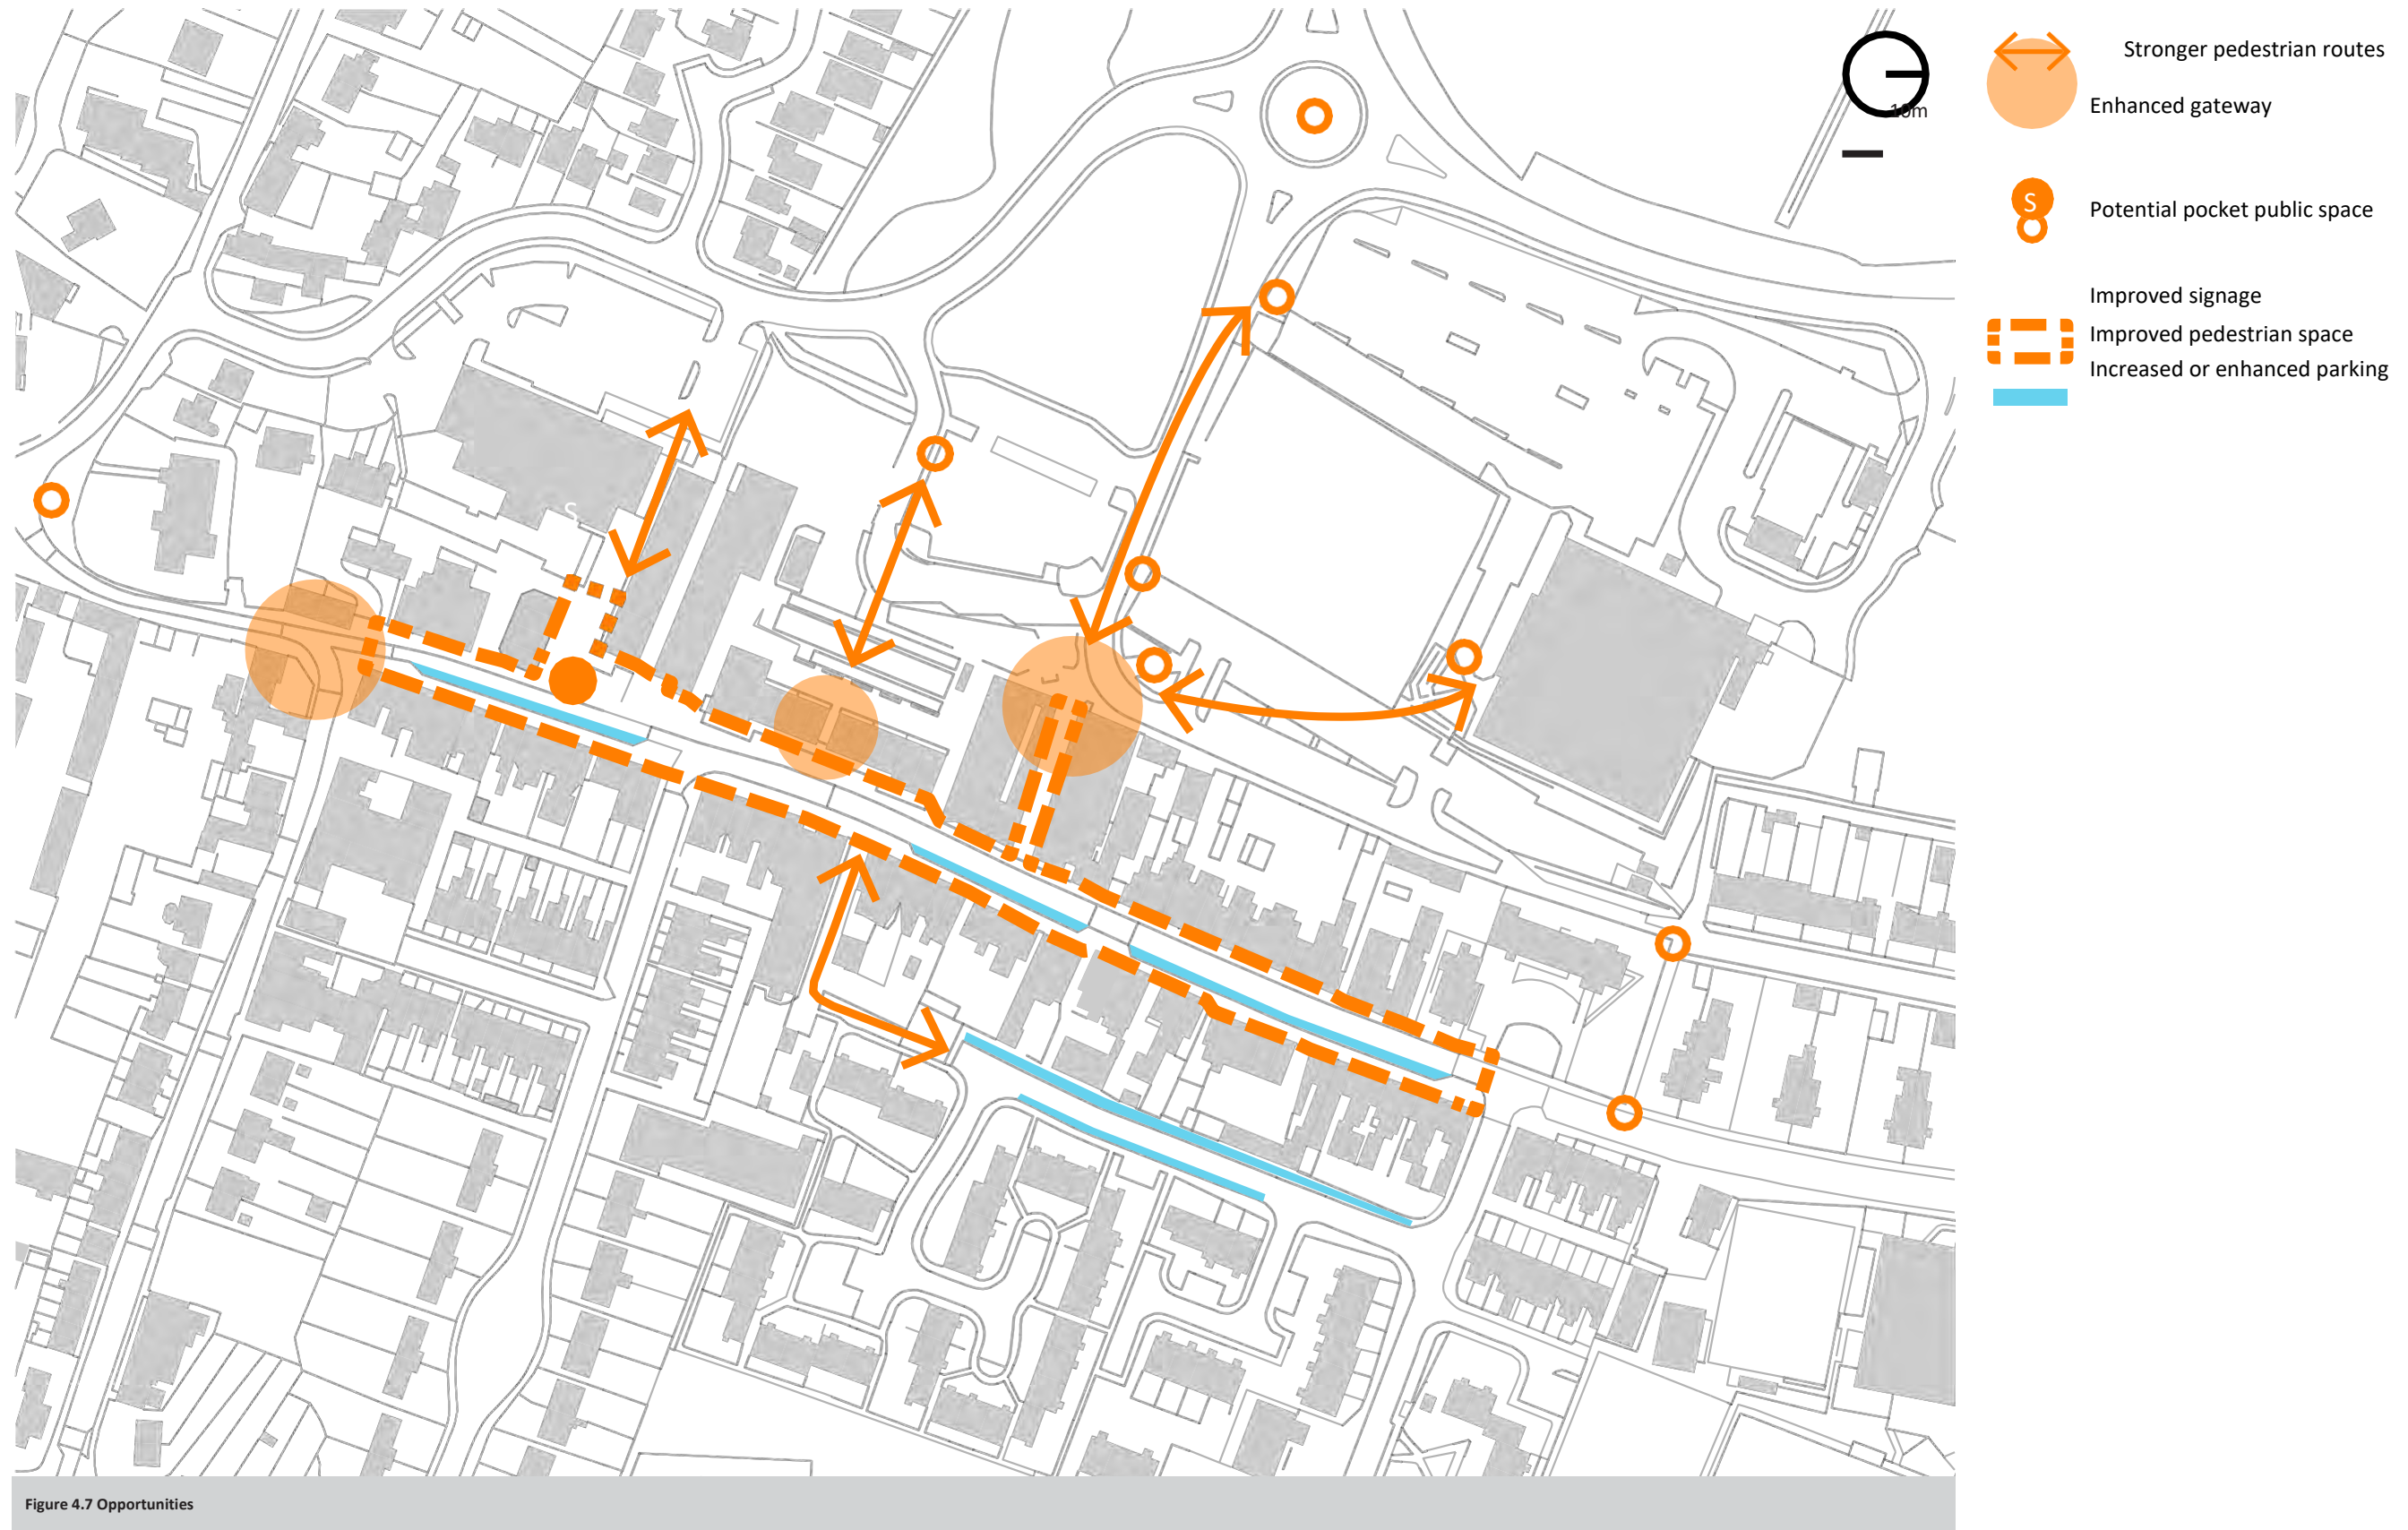 10m
Stronger pedestrian routes
Enhanced gateway
S
Potential pocket public space
Improved signage
Improved pedestrian space
Increased or enhanced parking
S
Figure 4.7 Opportunities